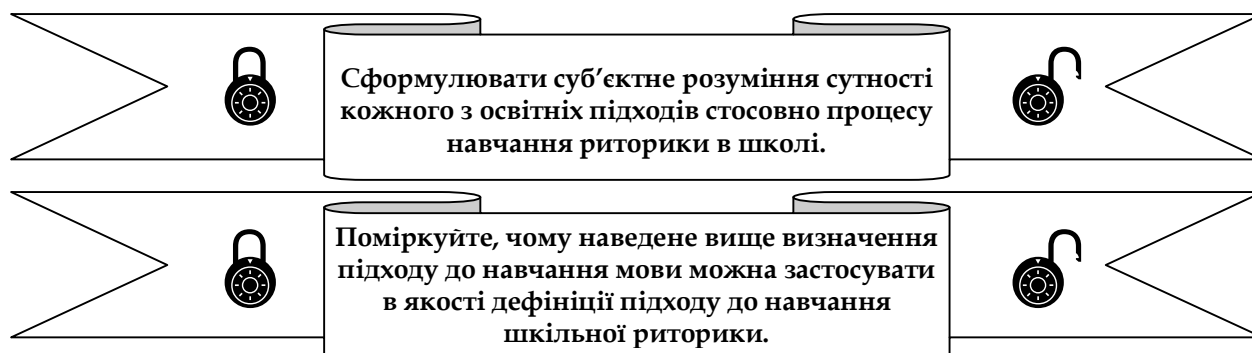 Сформулювати суб’єктне розуміння сутності
кожного з освітніх підходів стосовно процесу
навчання риторики в школі.
Поміркуйте, чому наведене вище визначення
підходу до навчання мови можна застосувати
в якості дефініції підходу до навчання
шкільної риторики.